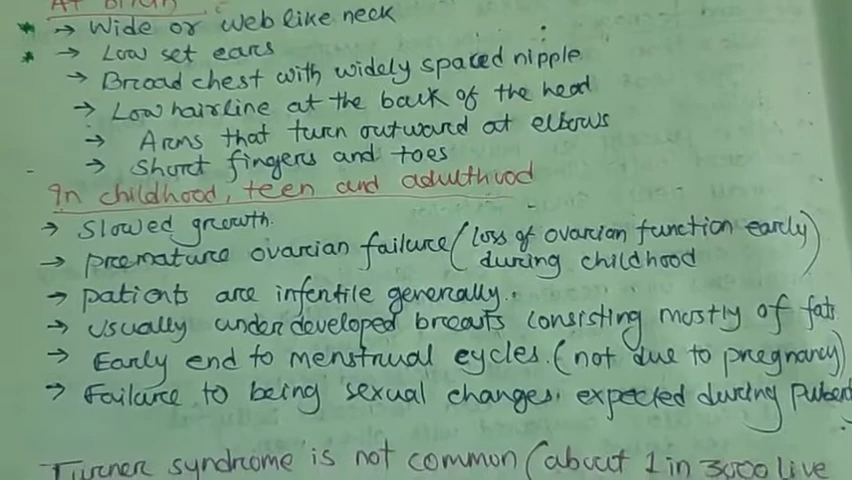 At birth :
→ Wide or web like neck
→ Low set ears
→ Broad chest with widely spaced nipple
→ Low hairline at the back of the head
→ Arms that turn outward at elbows
→ Short fingers and toes
In childhood, teen and adulthood
→ Slowed growth.
→ Premature ovarian failure (loss of ovarian function early
during childhood)
→ Patients are infertile generally.
→ Usually underdeveloped breasts consisting mostly of fats
→ Early end to menstrual cycles. (not due to pregnancy)
→ Failure to being sexual changes expected during Puberty
Turner syndrome is not common (about 1 in 3000 live